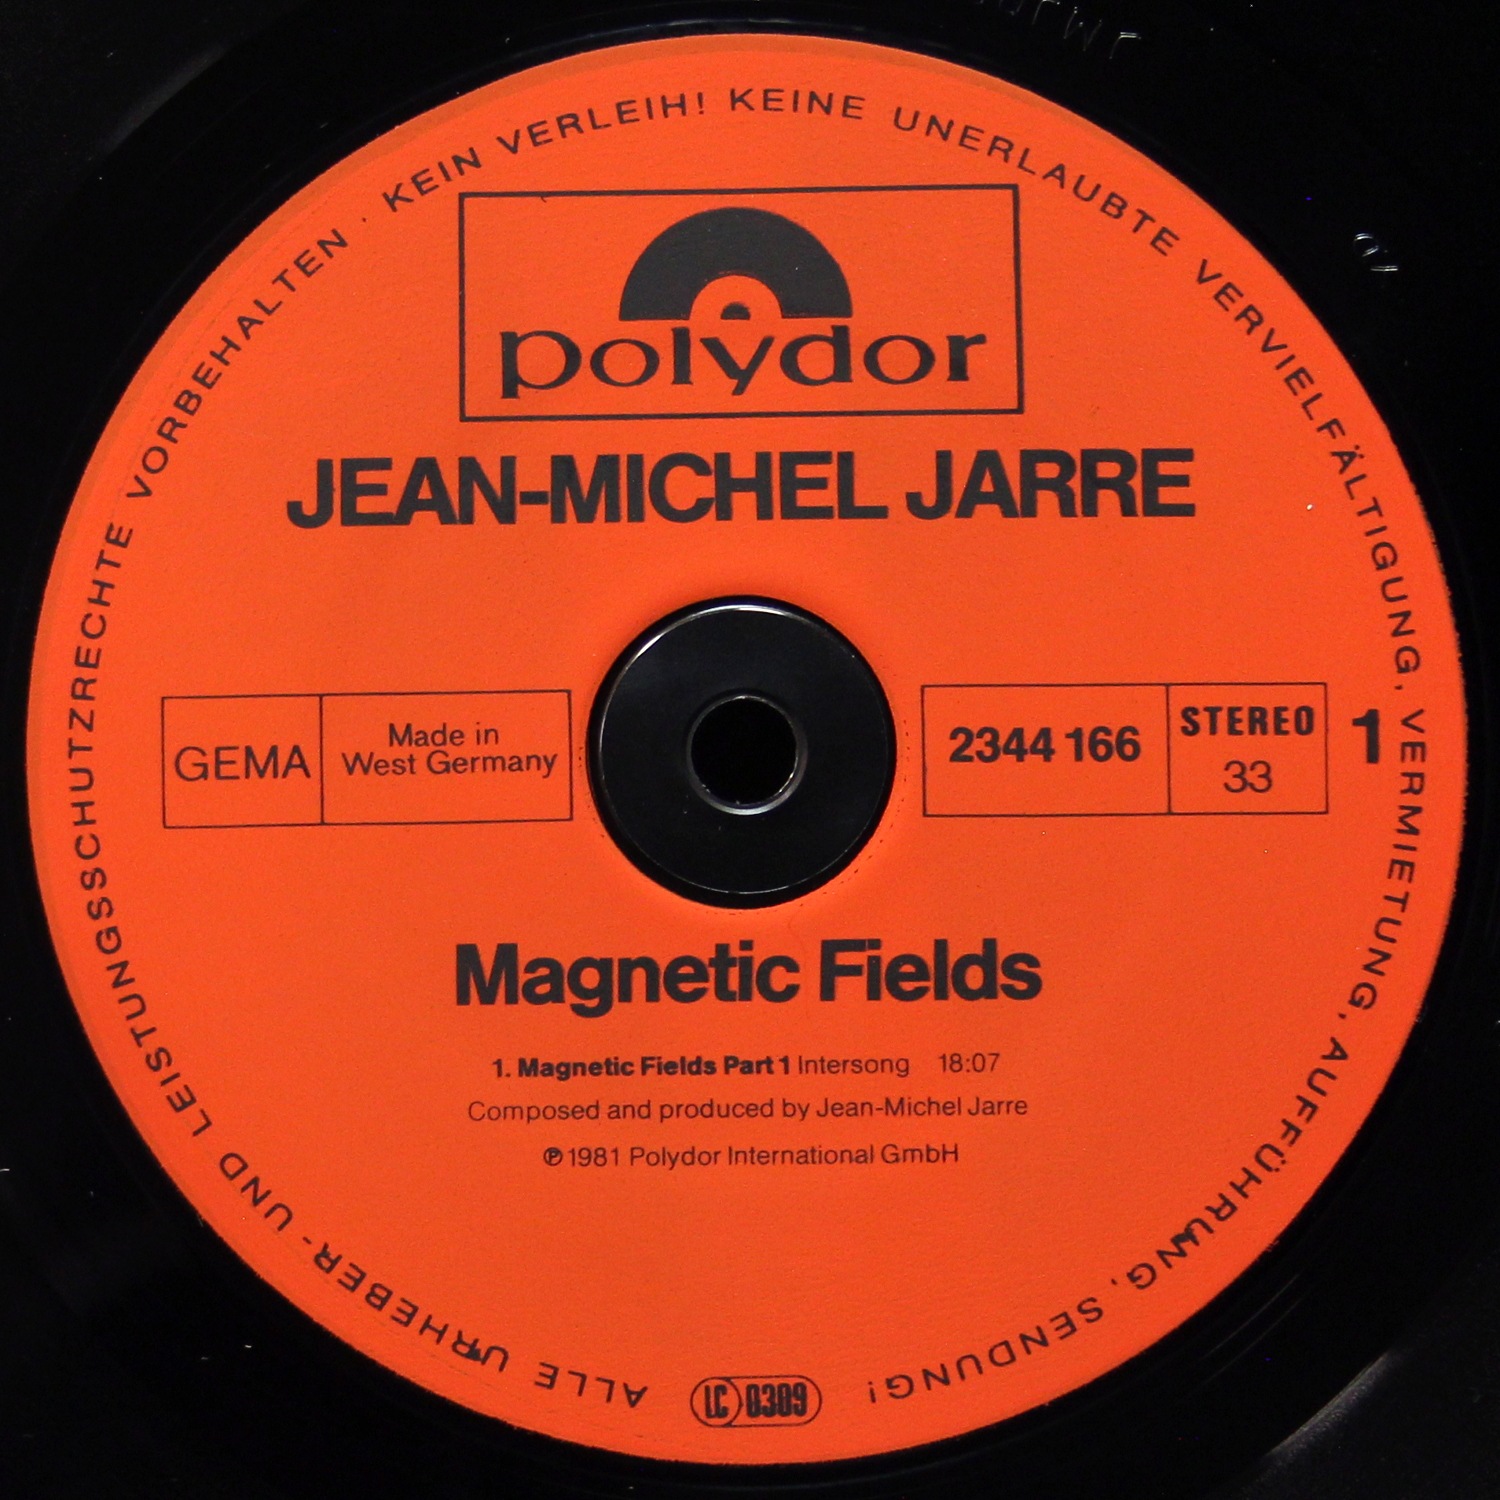 ALLE URHEBER- UND LEISTUNGSSCHUTZRECHTE VORBEHALTEN · KEIN VERLEIH! KEINE UNERLAUBTE VERVIELFÄLTIGUNG, VERMIETUNG, AUFFÜHRUNG, SENDUNG!
polydor
JEAN-MICHEL JARRE
GEMA
Made in
West Germany
2344 166
STEREO
33
1
Magnetic Fields
1. Magnetic Fields Part 1 Intersong 18:07
Composed and produced by Jean-Michel Jarre
℗ 1981 Polydor International GmbH
LC 0309